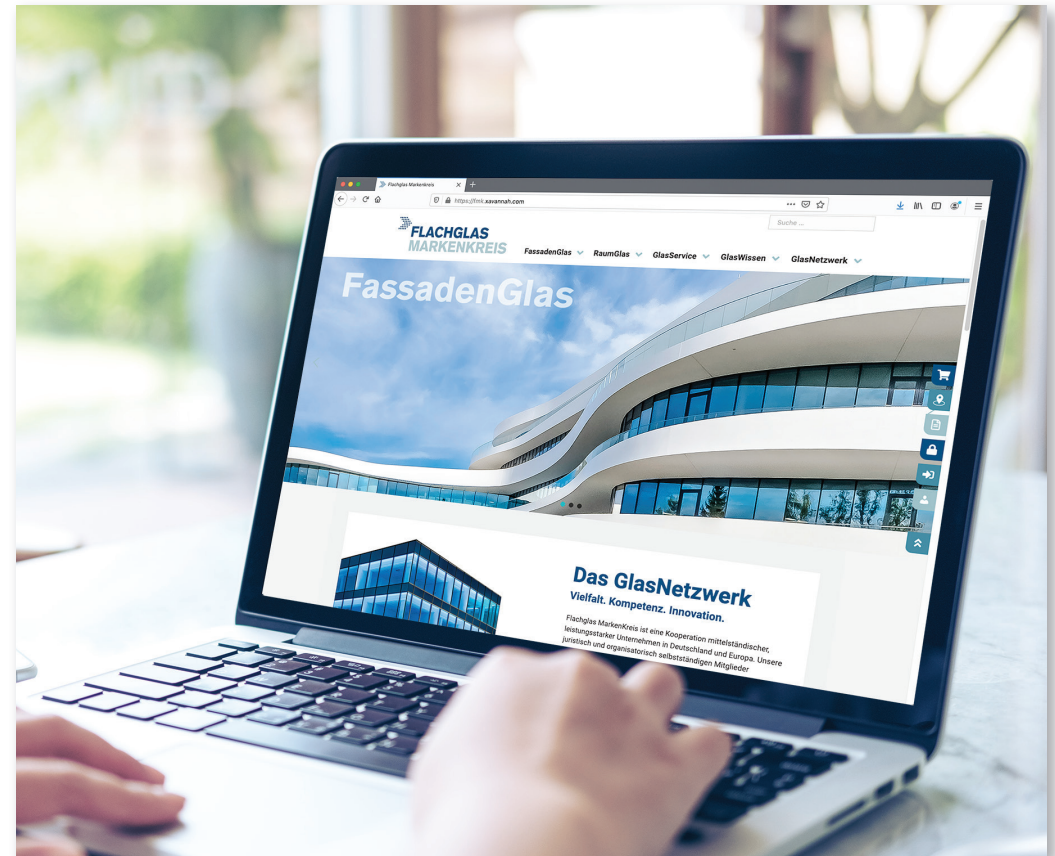 Flachglas Markenkreis
https://fmk.xavannah.com
Suche ...
FLACHGLAS
MARKENKREIS
FassadenGlas RaumGlas GlasService GlasWissen GlasNetzwerk
FassadenGlas
Das GlasNetzwerk
Vielfalt. Kompetenz. Innovation.
Flachglas MarkenKreis ist eine Kooperation mittelständischer,
leistungsstarker Unternehmen in Deutschland und Europa. Unsere
juristisch und organisatorisch selbstständigen Mitglieder